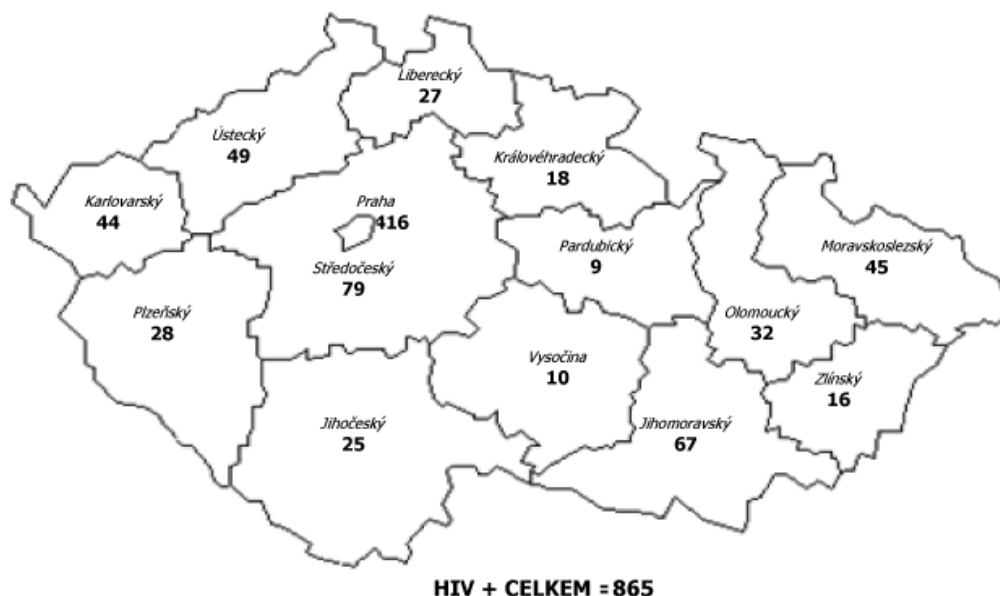 Liberecký
27
Ústecký
49
Královéhradecký
18
Karlovarský
44
Praha
416
Pardubický
9
Moravskoslezský
45
Středočeský
79
Plzeňský
28
Olomoucký
32
Vysočina
10
Zlínský
16
Jihočeský
25
Jihomoravský
67
HIV + CELKEM = 865